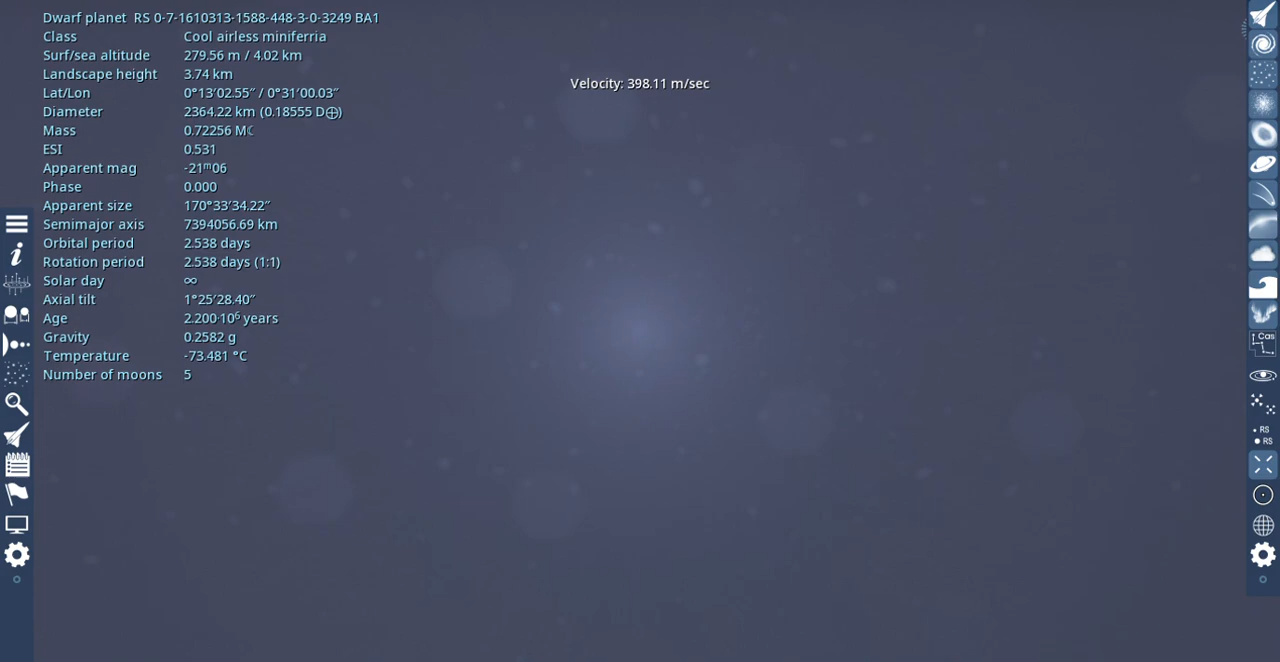 Dwarf planet RS 0-7-1610313-1588-448-3-0-3249 BA1
Class Cool airless miniferria
Surf/sea altitude 279.56 m / 4.02 km
Landscape height 3.74 km
Velocity: 398.11 m/sec
Lat/Lon 0°13′02.55″ / 0°31′00.03″
Diameter 2364.22 km (0.18555 D⊕)
Mass 0.72256 M☾
ESI 0.531
Apparent mag -21ᵐ06
Phase 0.000
Apparent size 170°33′34.22″
Semimajor axis 7394056.69 km
Orbital period 2.538 days
Rotation period 2.538 days (1:1)
Solar day ∞
Axial tilt 1°25′28.40″
Age 2.200·10⁶ years
Gravity 0.2582 g
Temperature -73.481 °C
Number of moons 5
Cas
RS
RS